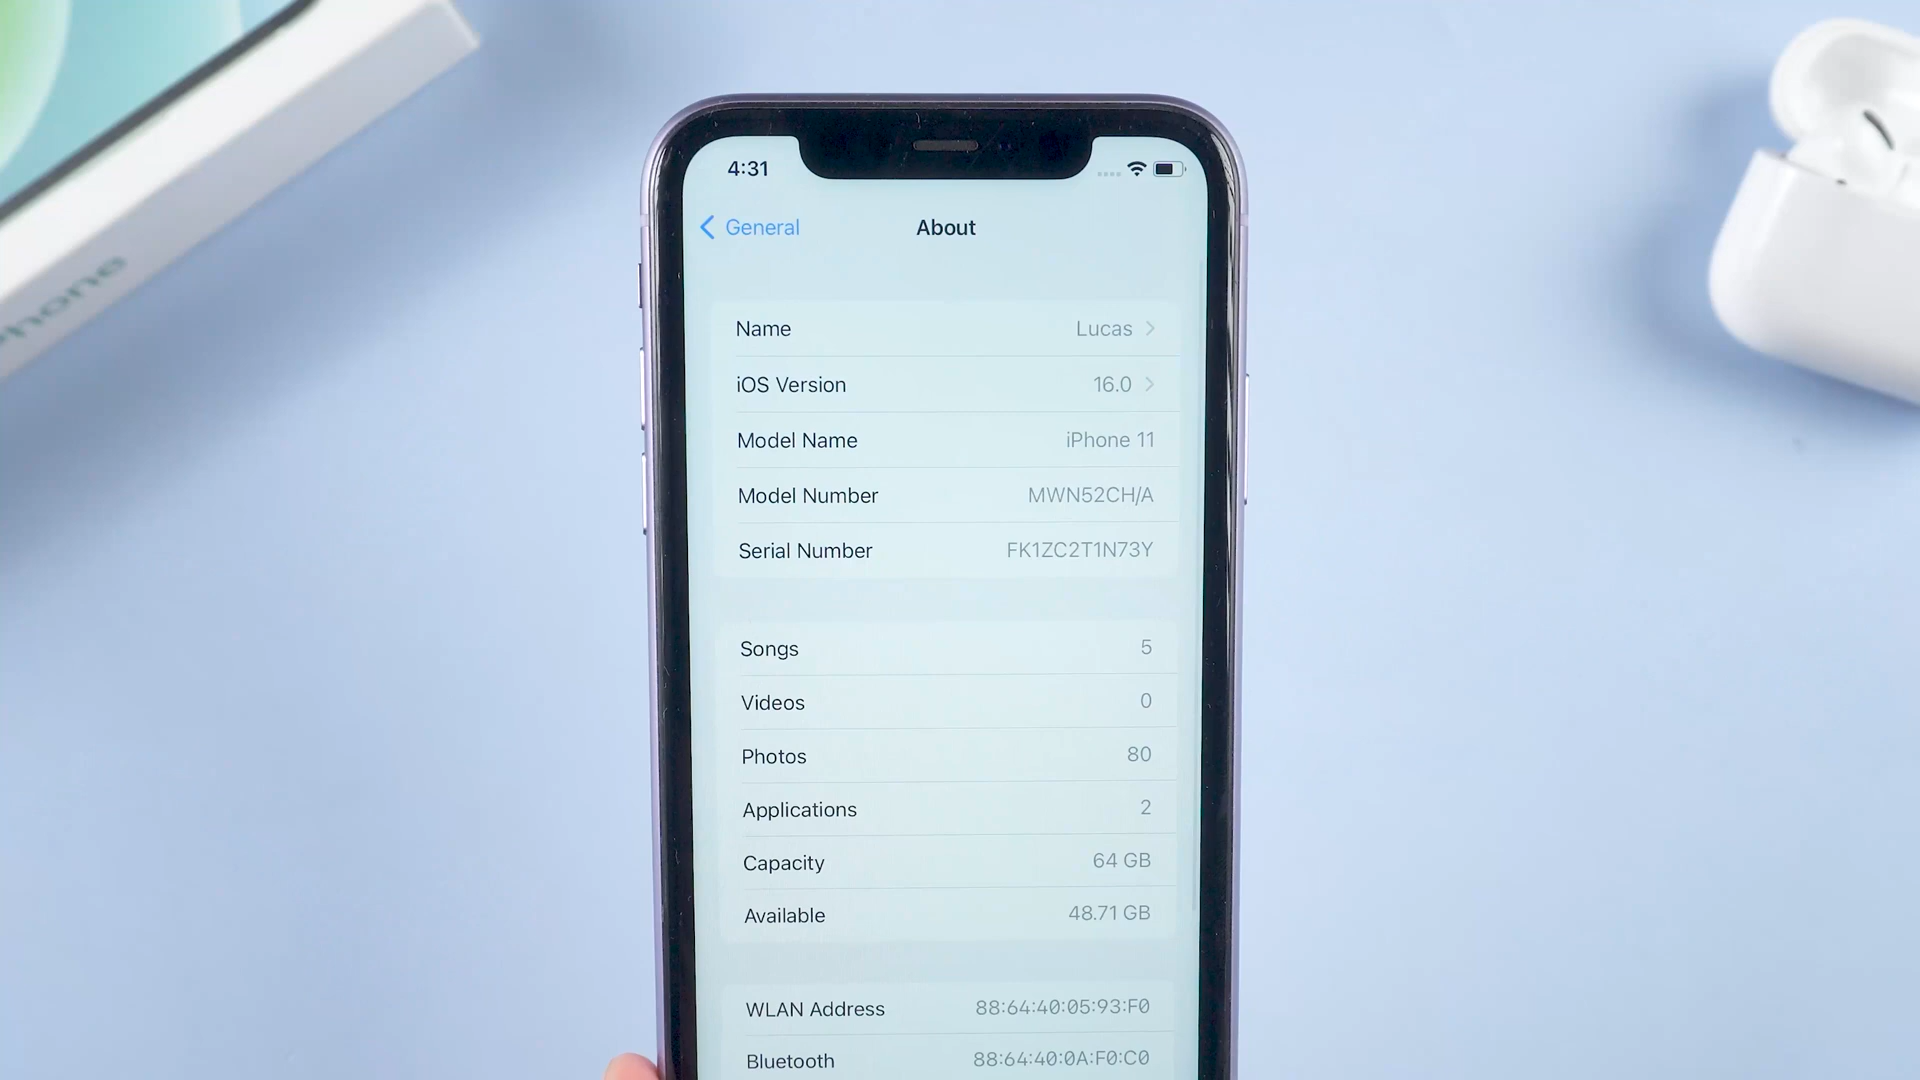 4:31
General
About
Name Lucas
iOS Version 16.0
Model Name iPhone 11
Model Number MWN52CH/A
Serial Number FK1ZC2T1N73Y
Songs 5
Videos 0
Photos 80
Applications 2
Capacity 64 GB
Available 48.71 GB
WLAN Address 88:64:40:05:93:F0
Bluetooth 88:64:40:0A:F0:C0